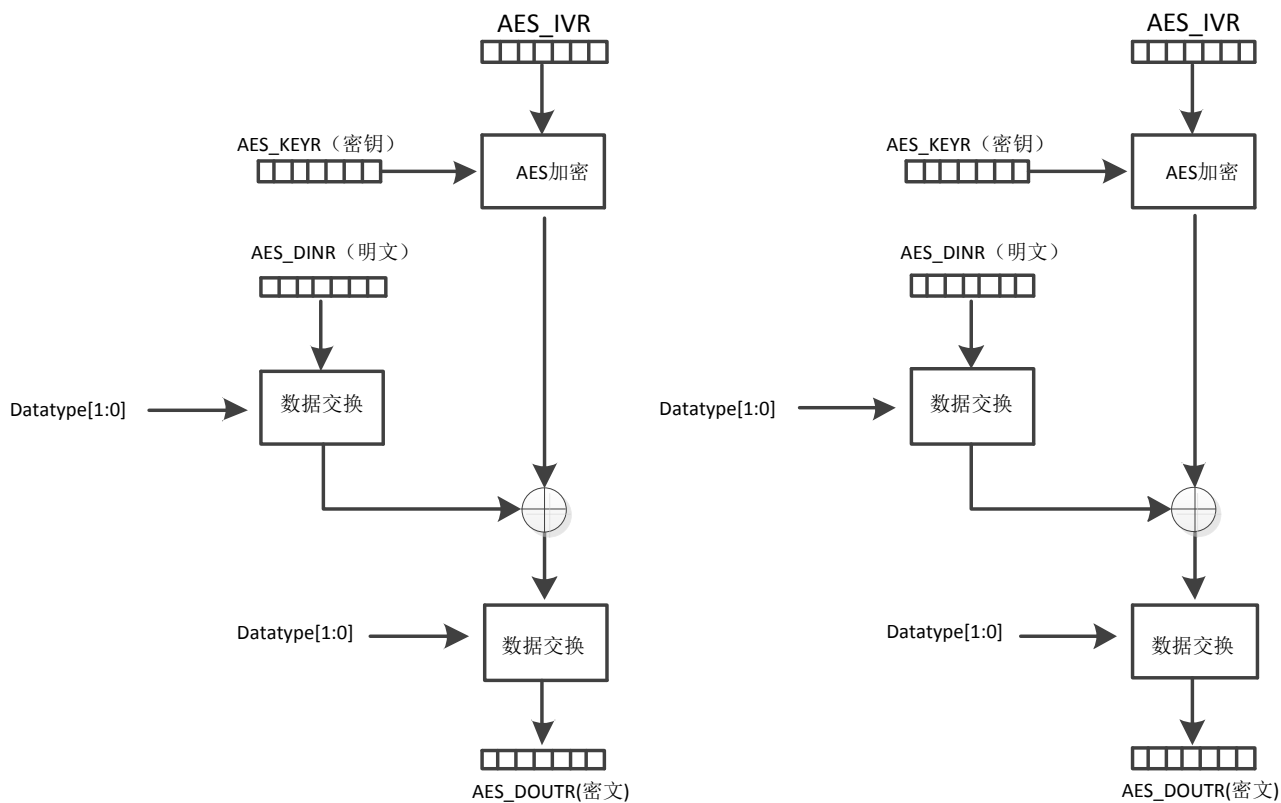 AES_IVR
AES_KEYR（密钥）
AES加密
AES_DINR（明文）
Datatype[1:0]
数据交换
Datatype[1:0]
数据交换
AES_DOUTR(密文)
AES_IVR
AES_KEYR（密钥）
AES加密
AES_DINR（明文）
Datatype[1:0]
数据交换
Datatype[1:0]
数据交换
AES_DOUTR(密文)